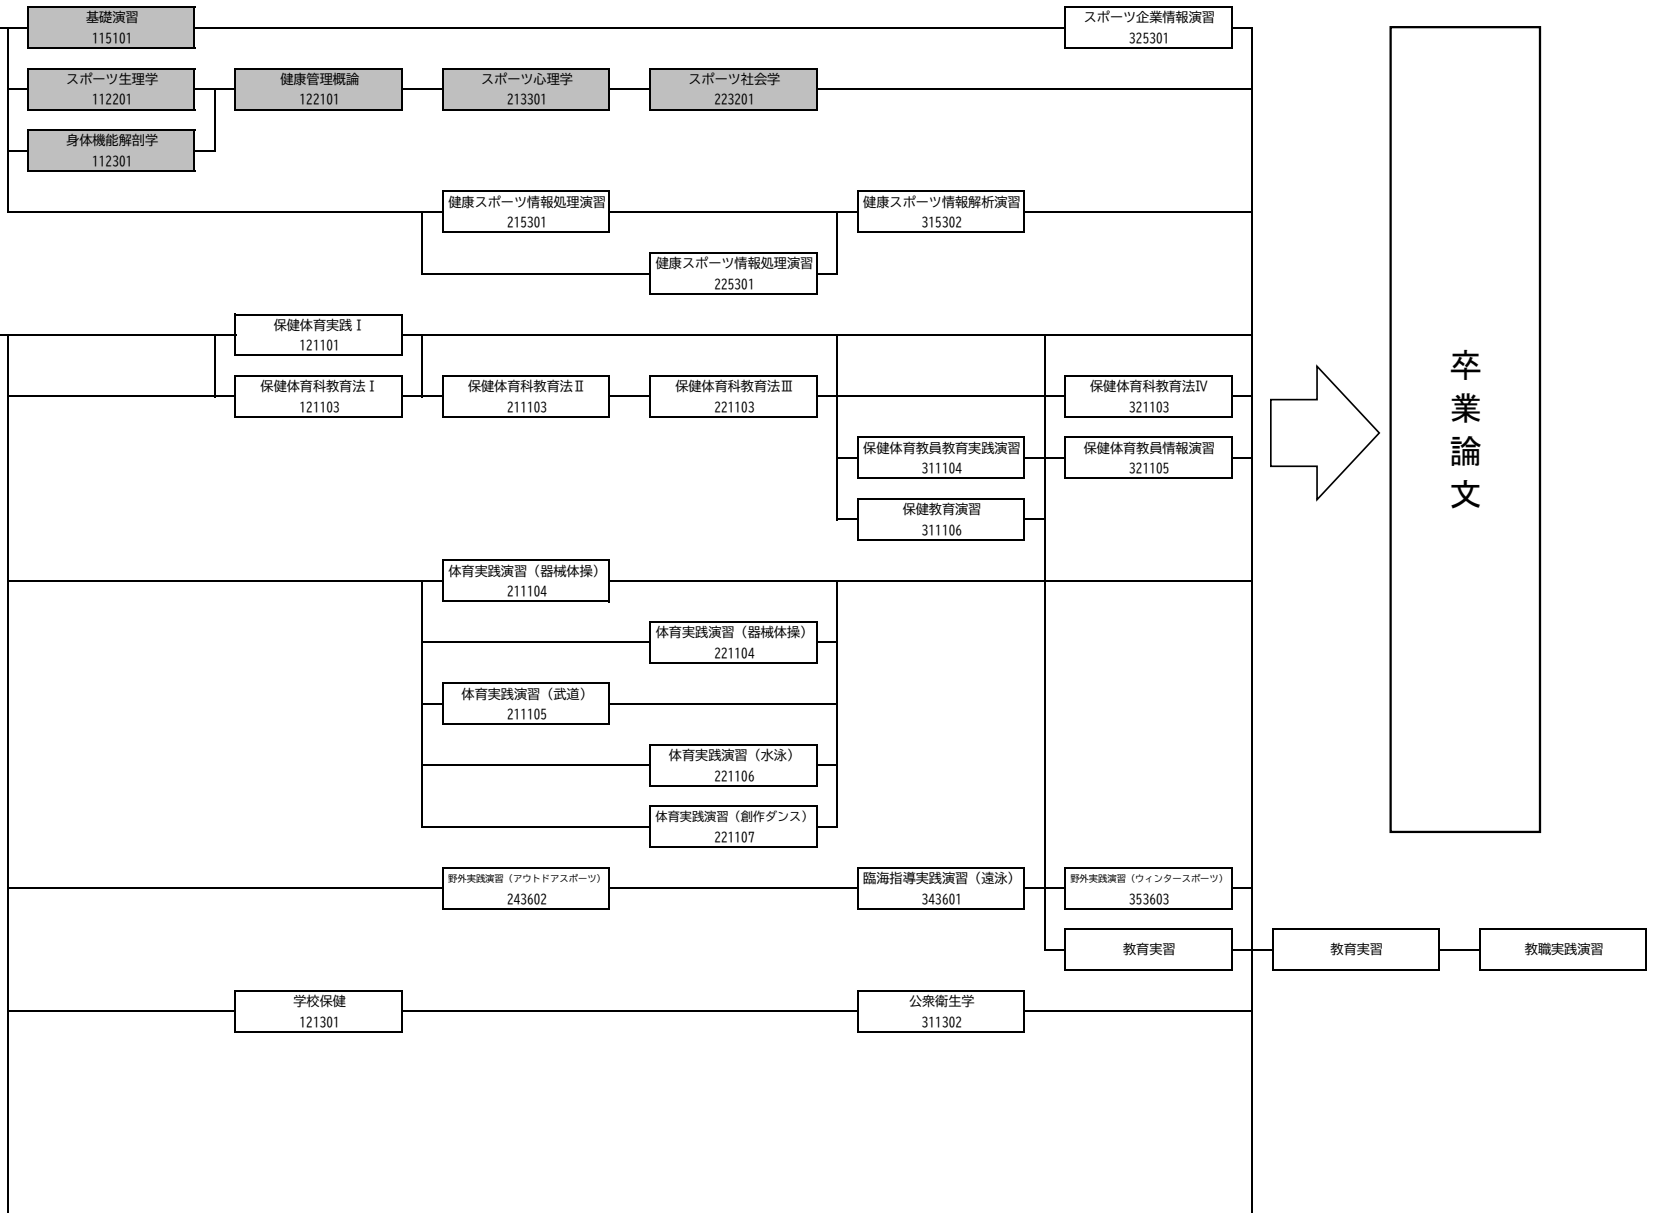 基礎演習
115101
スポーツ企業情報演習
325301
スポーツ生理学
112201
健康管理概論
122101
スポーツ心理学
213301
スポーツ社会学
223201
身体機能解剖学
112301
健康スポーツ情報処理演習
215301
健康スポーツ情報解析演習
315302
健康スポーツ情報処理演習
225301
保健体育実践Ⅰ
121101
保健体育科教育法Ⅰ
121103
保健体育科教育法Ⅱ
211103
保健体育科教育法Ⅲ
221103
保健体育科教育法Ⅳ
321103
保健体育教員教育実践演習
311104
保健体育教員情報演習
321105
保健教育演習
311106
体育実践演習（器械体操）
211104
体育実践演習（器械体操）
221104
体育実践演習（武道）
211105
体育実践演習（水泳）
221106
体育実践演習（創作ダンス）
221107
野外実践演習（アウトドアスポーツ）
243602
臨海指導実践演習（遠泳）
343601
野外実践演習（ウィンタースポーツ）
353603
教育実習
教育実習
教職実践演習
学校保健
121301
公衆衛生学
311302
卒業論文